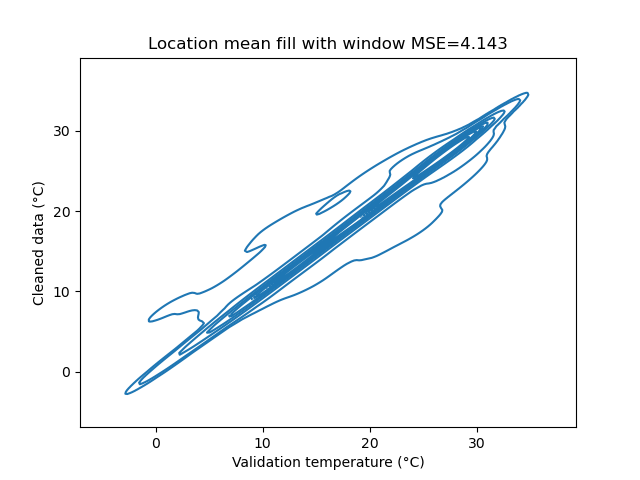 Location mean fill with window MSE=4.143
Cleaned data (°C)
30
20
10
0
0 10 20 30
Validation temperature (°C)